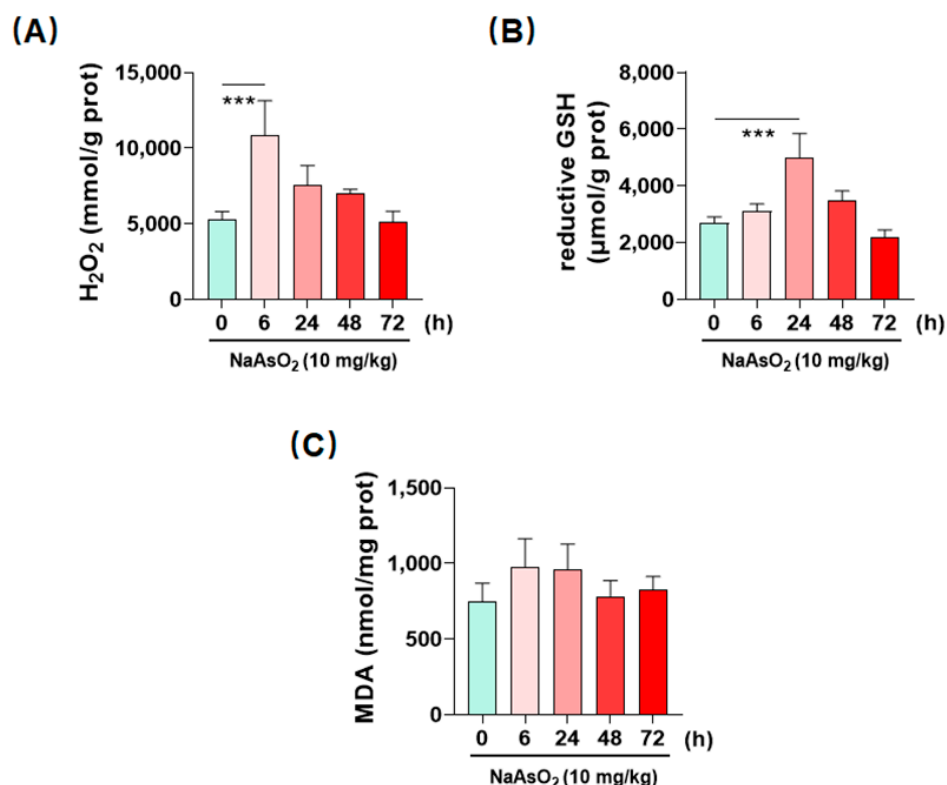 (A)
H₂O₂ (mmol/g prot)
15,000
10,000
5,000
0
***
0 6 24 48 72 (h)
NaAsO₂ (10 mg/kg)
(B)
reductive GSH
(μmol/g prot)
8,000
6,000
4,000
2,000
0
***
0 6 24 48 72 (h)
NaAsO₂ (10 mg/kg)
(C)
MDA (nmol/mg prot)
1,500
1,000
500
0
0 6 24 48 72 (h)
NaAsO₂ (10 mg/kg)